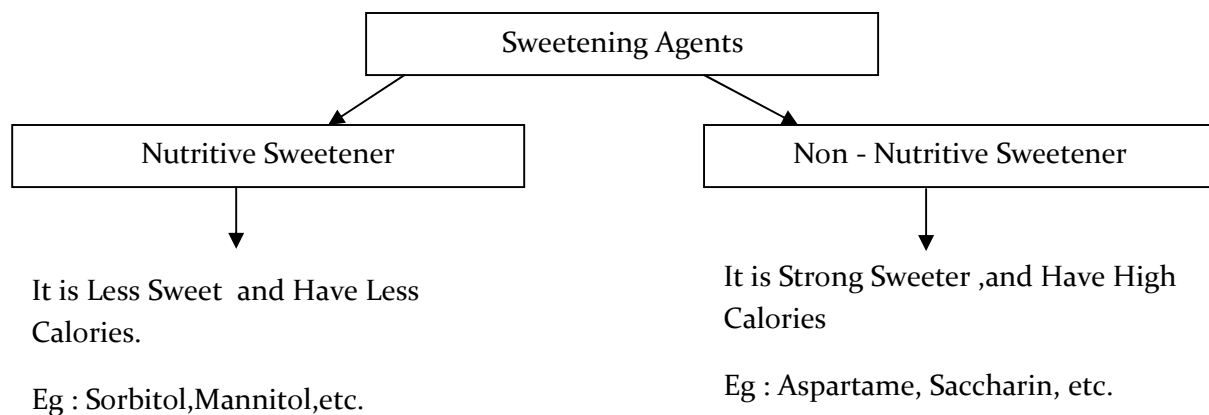 Sweetening Agents
Nutritive Sweetener
Non - Nutritive Sweetener
It is Less Sweet and Have Less
Calories.
Eg : Sorbitol,Mannitol,etc.
It is Strong Sweeter ,and Have High
Calories
Eg : Aspartame, Saccharin, etc.